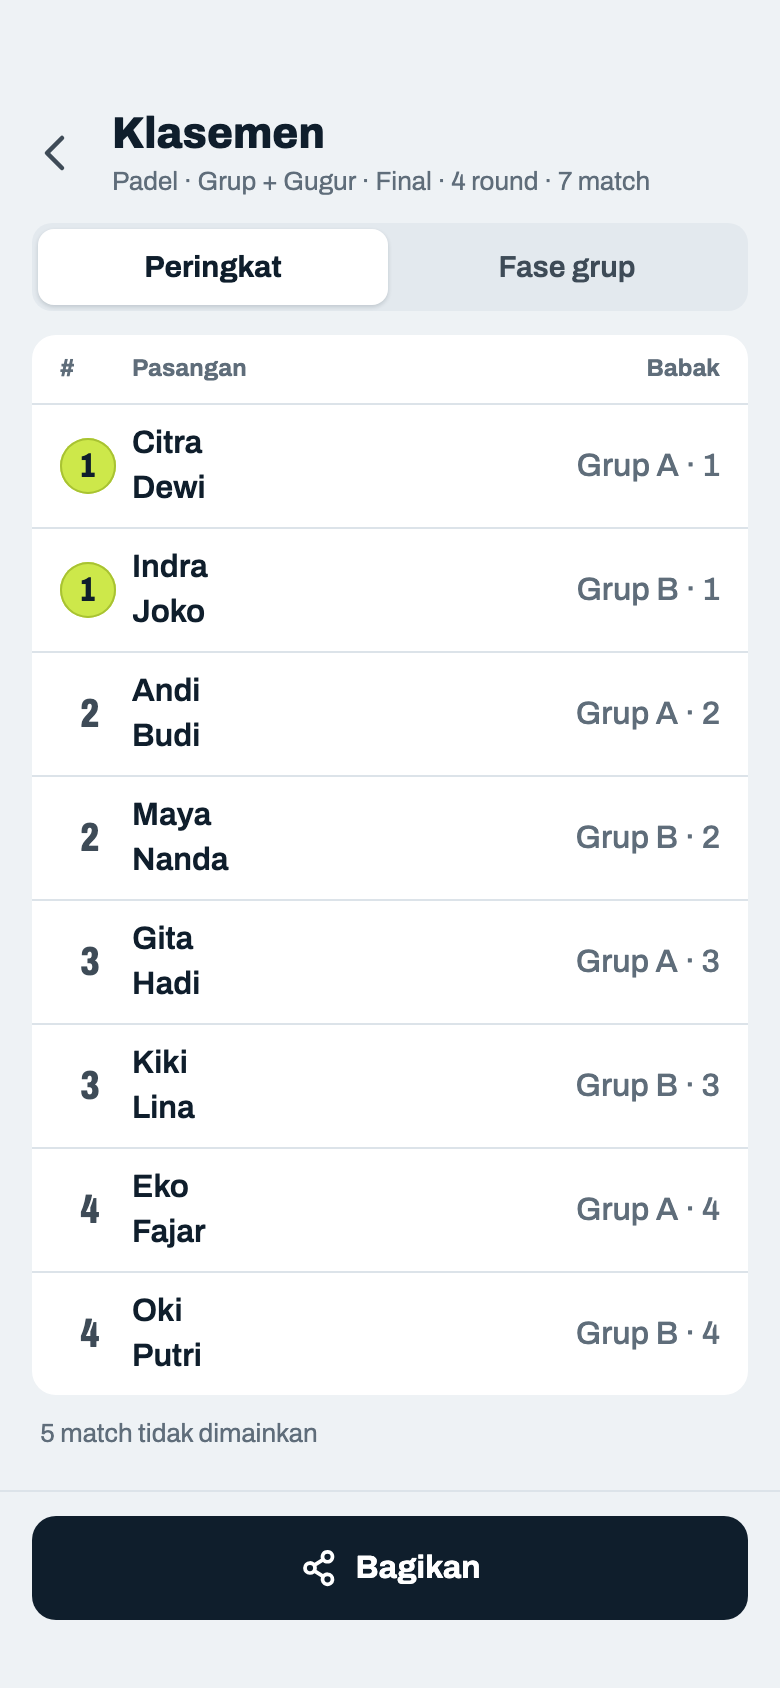 Klasemen
Padel · Grup + Gugur · Final · 4 round · 7 match
Peringkat
Fase grup
# Pasangan Babak
1 Citra
Dewi
Grup A · 1
1 Indra
Joko
Grup B · 1
2 Andi
Budi
Grup A · 2
2 Maya
Nanda
Grup B · 2
3 Gita
Hadi
Grup A · 3
3 Kiki
Lina
Grup B · 3
4 Eko
Fajar
Grup A · 4
4 Oki
Putri
Grup B · 4
5 match tidak dimainkan
Bagikan